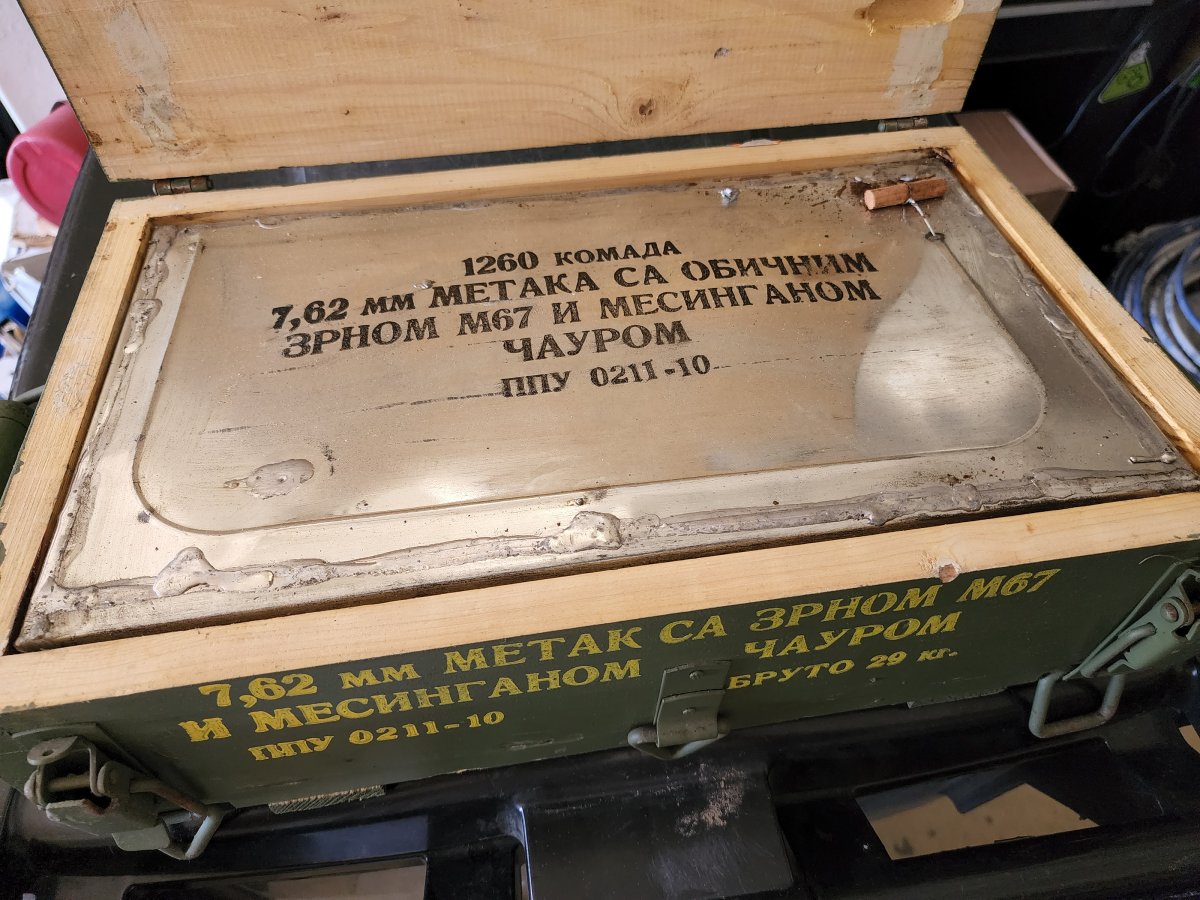 1260 КОМАДА
7,62 мм МЕТАКА СА ОБИЧНИМ
ЗРНОМ М67 И МЕСИНГАНОМ
ЧАУРОМ
ППУ 0211-10
7,62 мм МЕТАК СА ЗРНОМ М67
И МЕСИНГАНОМ ЧАУРОМ
ППУ 0211-10 БРУТО 29 кг.